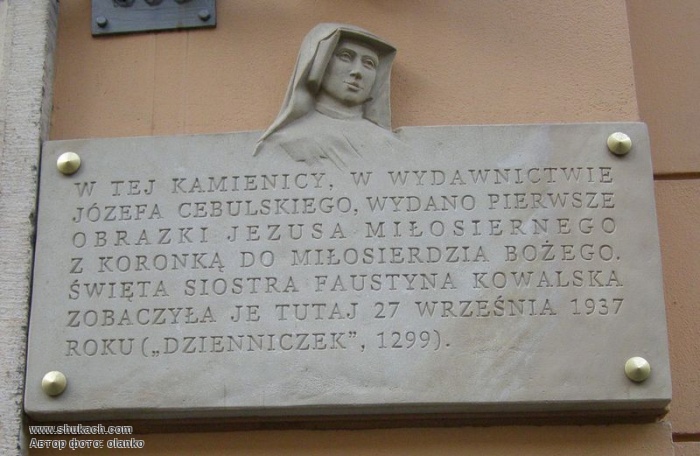 W TEJ KAMIENICY, W WYDAWNICTWIE
JÓZEFA CEBULSKIEGO, WYDANO PIERWSZE
OBRAZKI JEZUSA MIŁOSIERNEGO
Z KORONKĄ DO MIŁOSIERDZIA BOŻEGO.
ŚWIĘTA SIOSTRA FAUSTYNA KOWALSKA
ZOBACZYŁA JE TUTAJ 27 WRZEŚNIA 1937
ROKU („DZIENNICZEK”, 1299).
www.shukach.com
Автор фото: olanko